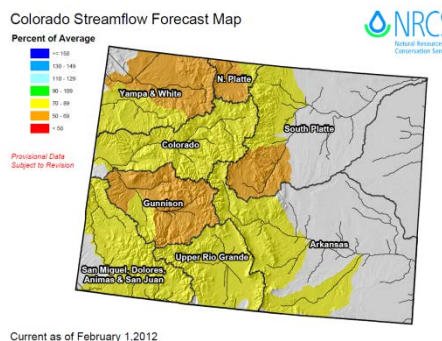 Colorado Streamflow Forecast Map
Percent of Average
>= 150
130 - 149
110 - 129
90 - 109
70 - 89
50 - 69
< 50
Provisional Data
Subject to Revision
NRCS
Natural Resources
Conservation Service
N. Platte
Yampa & White
South Platte
Colorado
Gunnison
Arkansas
Upper Rio Grande
San Miguel, Dolores,
Animas & San Juan
Current as of February 1,2012